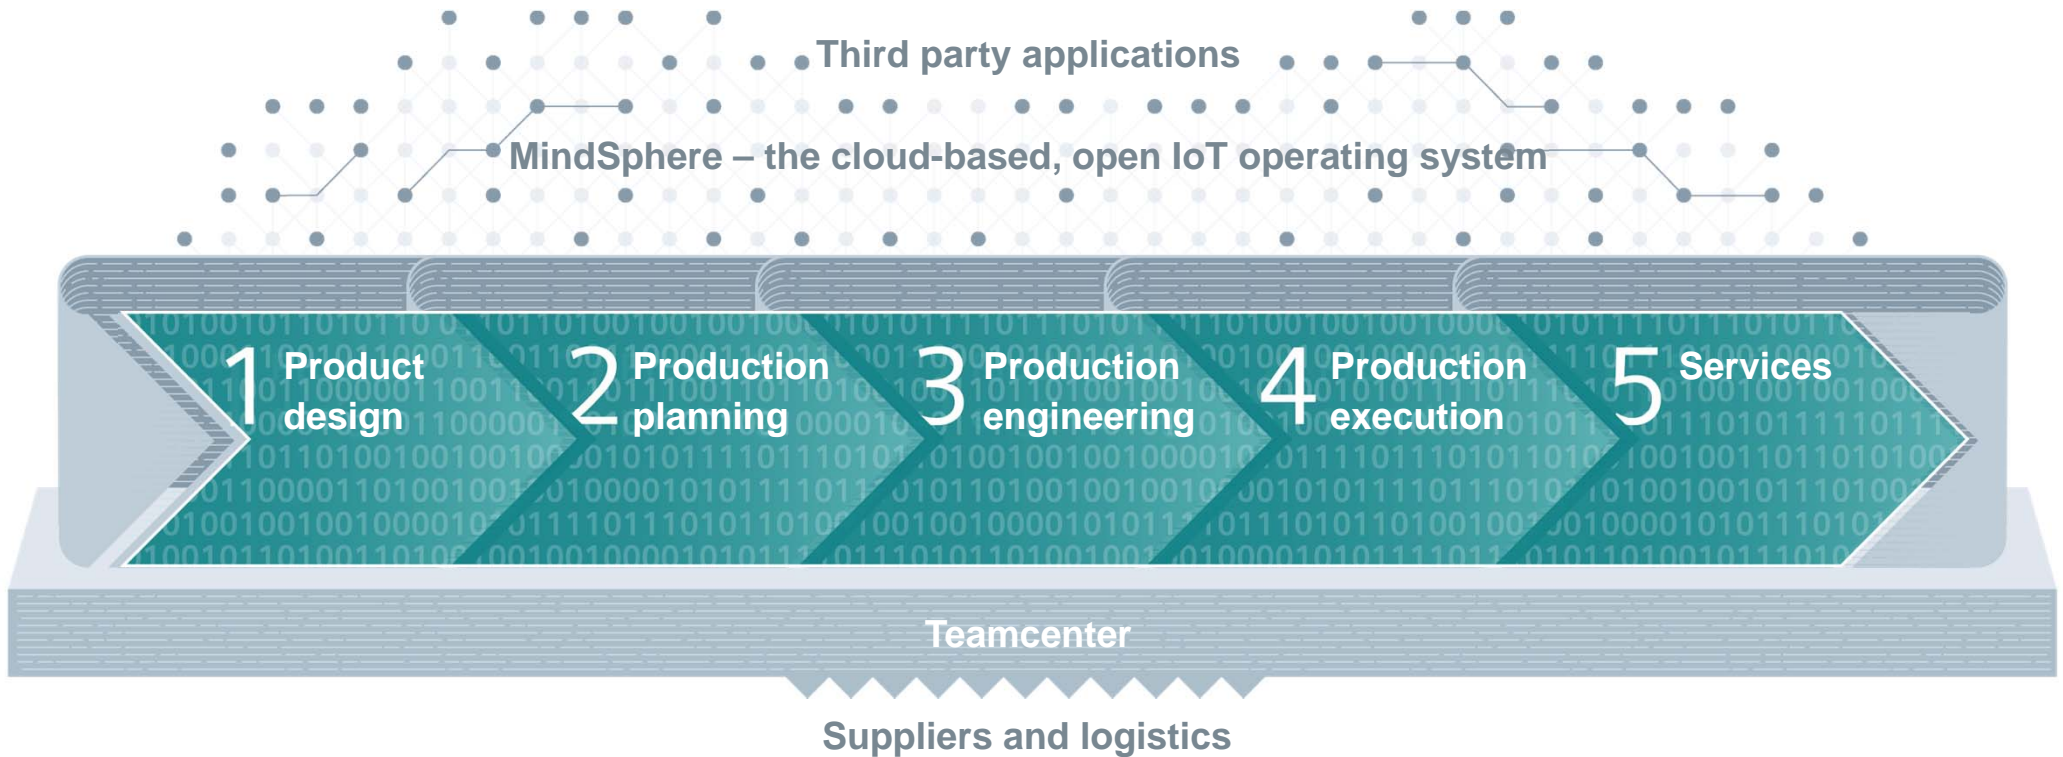 Third party applications
MindSphere – the cloud-based, open IoT operating system
1 Product
design
2 Production
planning
3 Production
engineering
4 Production
execution
5 Services
Teamcenter
Suppliers and logistics